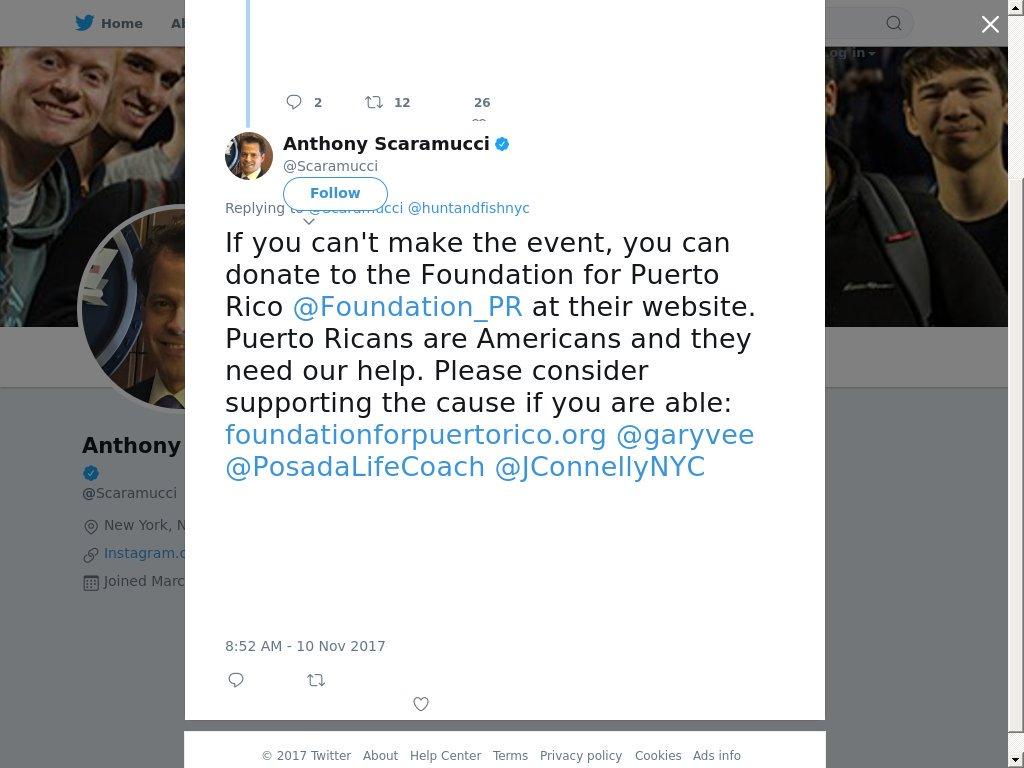 Home
Ab
og in
2
12
26
Anthony Scaramucci
@Scaramucci
Follow
Replying to @Scaramucci @huntandfishnyc
If you can't make the event, you can
donate to the Foundation for Puerto
Rico @Foundation_PR at their website.
Puerto Ricans are Americans and they
need our help. Please consider
supporting the cause if you are able:
foundationforpuertorico.org @garyvee
@PosadaLifeCoach @JConnellyNYC
Anthony
@Scaramucci
New York, N
Instagram.c
Joined Marc
8:52 AM - 10 Nov 2017
© 2017 Twitter About Help Center Terms Privacy policy Cookies Ads info